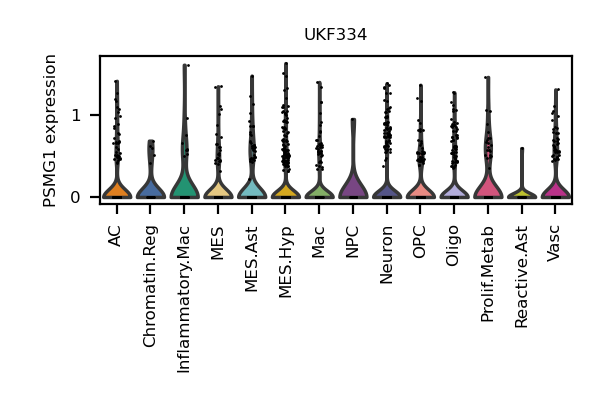 UKF334
PSMG1 expression
1
0
AC
Chromatin.Reg
Inflammatory.Mac
MES
MES.Ast
MES.Hyp
Mac
NPC
Neuron
OPC
Oligo
Prolif.Metab
Reactive.Ast
Vasc